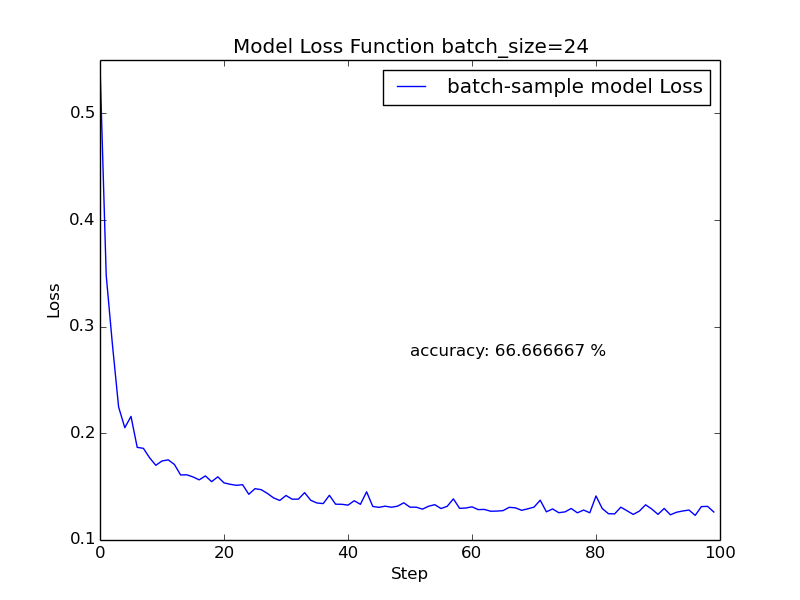 Model Loss Function batch_size=24
batch-sample model Loss
0.5
0.4
0.3
0.2
0.1
Loss
accuracy: 66.666667 %
0 20 40 60 80 100
Step